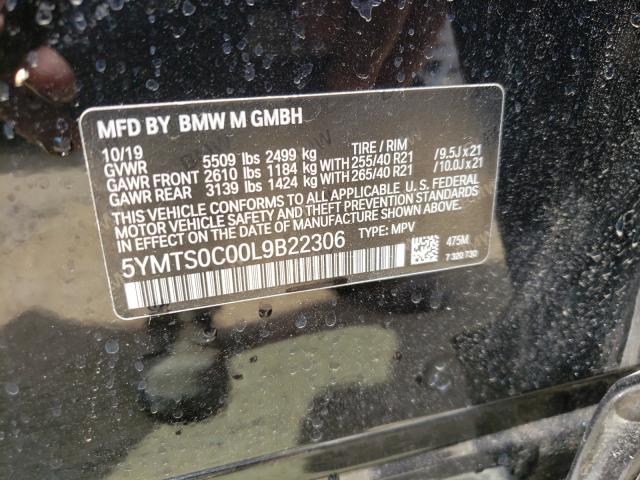 MFD BY BMW M GMBH
10/19 TIRE / RIM
GVWR 5509 lbs 2499 kg
GAWR FRONT 2610 lbs 1184 kg WITH 255/40 R21 /9.5J x 21
GAWR REAR 3139 lbs 1424 kg WITH 265/40 R21 /10.0J x 21
THIS VEHICLE CONFORMS TO ALL APPLICABLE U. S. FEDERAL
MOTOR VEHICLE SAFETY, BUMPER AND THEFT PREVENTION STANDARDS
IN EFFECT ON THE DATE OF MANUFACTURE SHOWN ABOVE.
5YMTS0C00L9B22306 TYPE: MPV 475M
7 320 730